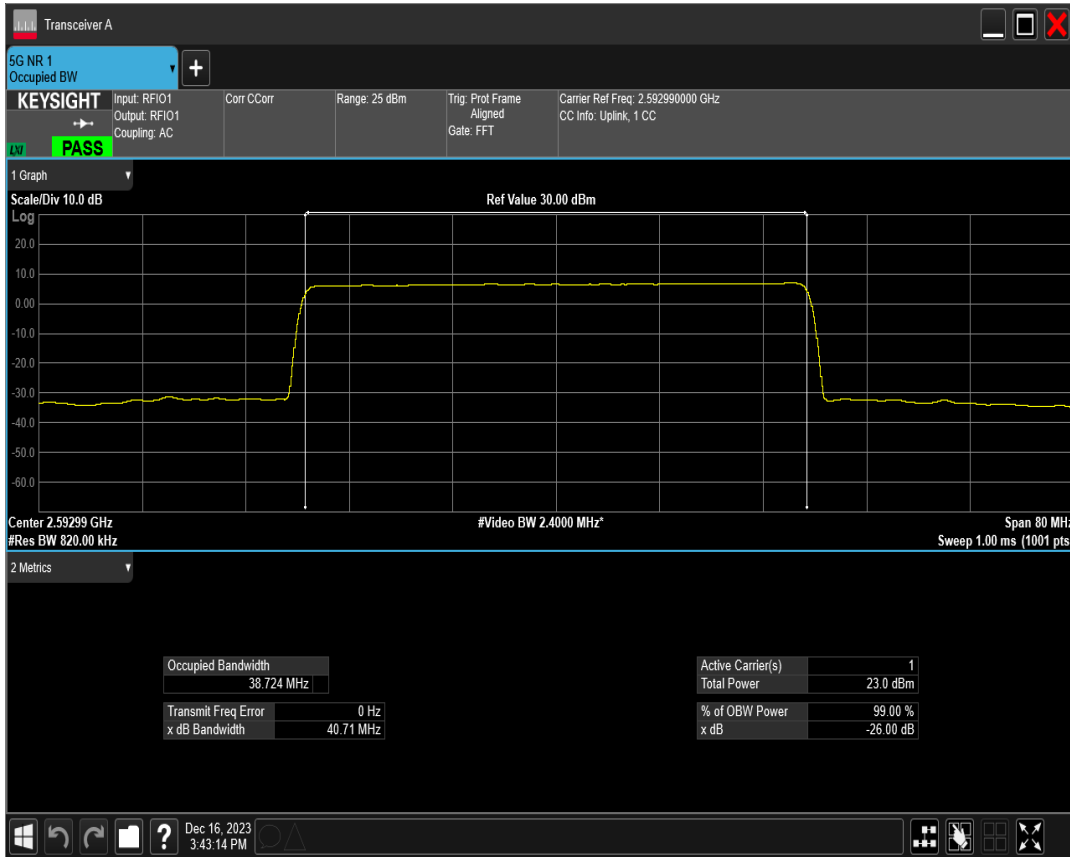 Transceiver A
5G NR 1
Occupied BW
+
KEYSIGHT
LXI
PASS
Input: RFIO1
Output: RFIO1
Coupling: AC
Corr CCorr
Range: 25 dBm
Trig: Prot Frame
Aligned
Gate: FFT
Carrier Ref Freq: 2.592990000 GHz
CC Info: Uplink, 1 CC
1 Graph
Scale/Div 10.0 dB
Ref Value 30.00 dBm
Log
20.0
10.0
0.00
-10.0
-20.0
-30.0
-40.0
-50.0
-60.0
Center 2.59299 GHz
#Video BW 2.4000 MHz*
Span 80 MHz
#Res BW 820.00 kHz
Sweep 1.00 ms (1001 pts
2 Metrics
Occupied Bandwidth
38.724 MHz
Transmit Freq Error 0 Hz
x dB Bandwidth 40.71 MHz
Active Carrier(s) 1
Total Power 23.0 dBm
% of OBW Power 99.00 %
x dB -26.00 dB
?
Dec 16, 2023
3:43:14 PM